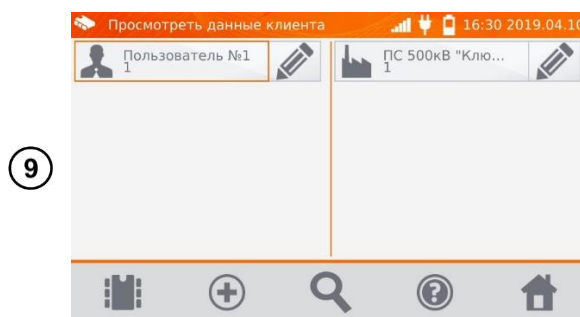 Просмотреть данные клиента 16:30 2019.04.10
Пользователь №1
1
ПС 500кВ "Клю...
1
9